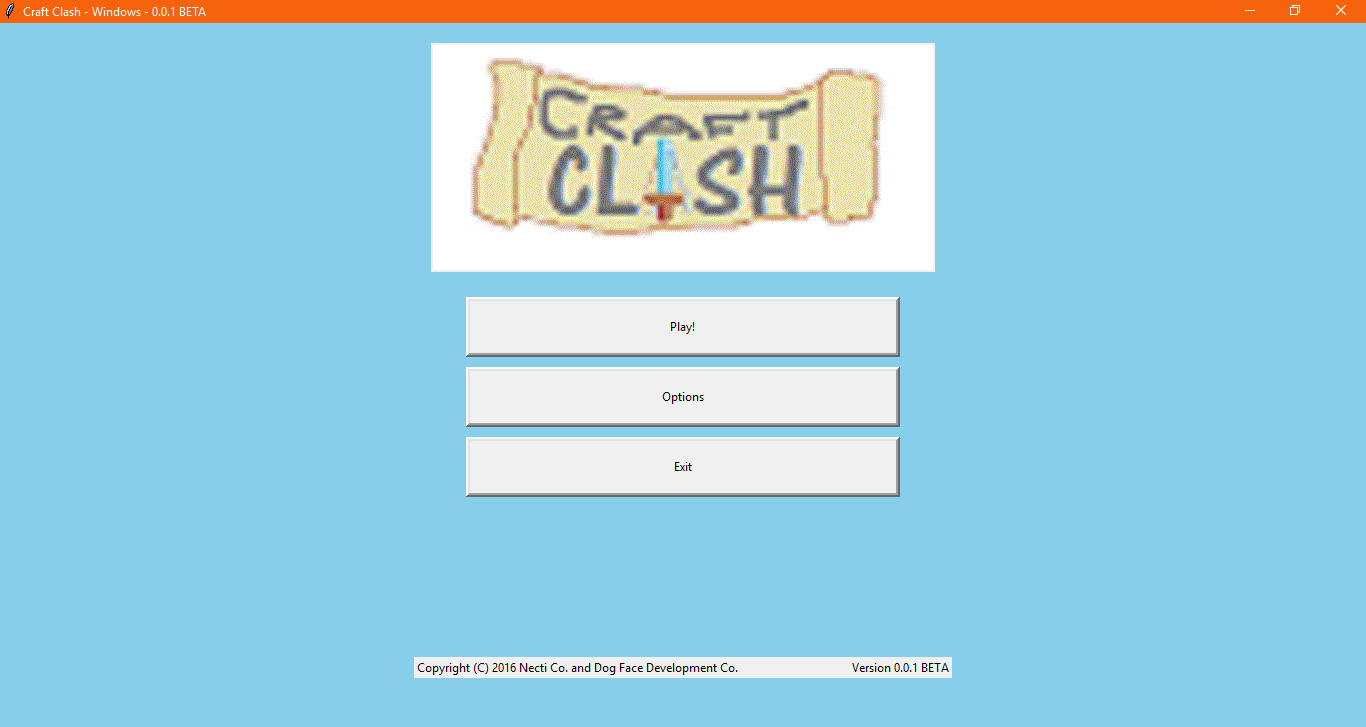 Craft Clash - Windows - 0.0.1 BETA
CRAFT
CLASH
Play!
Options
Exit
Copyright (C) 2016 Necti Co. and Dog Face Development Co. Version 0.0.1 BETA